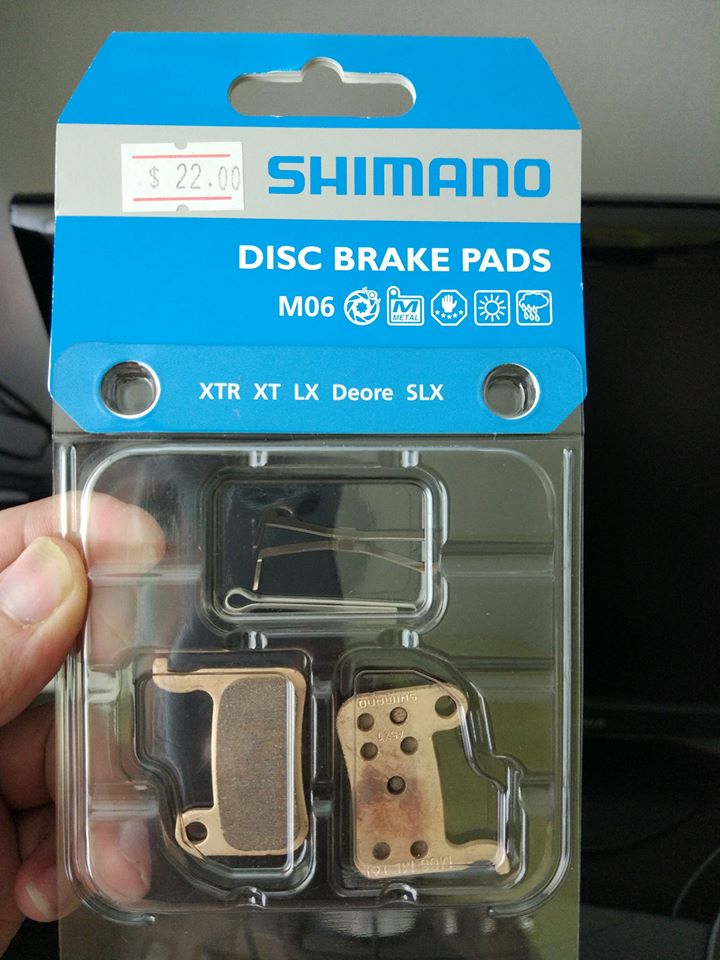 $ 22.00
SHIMANO
DISC BRAKE PADS
M06
M
METAL
XTR XT LX Deore SLX
SHIMANO